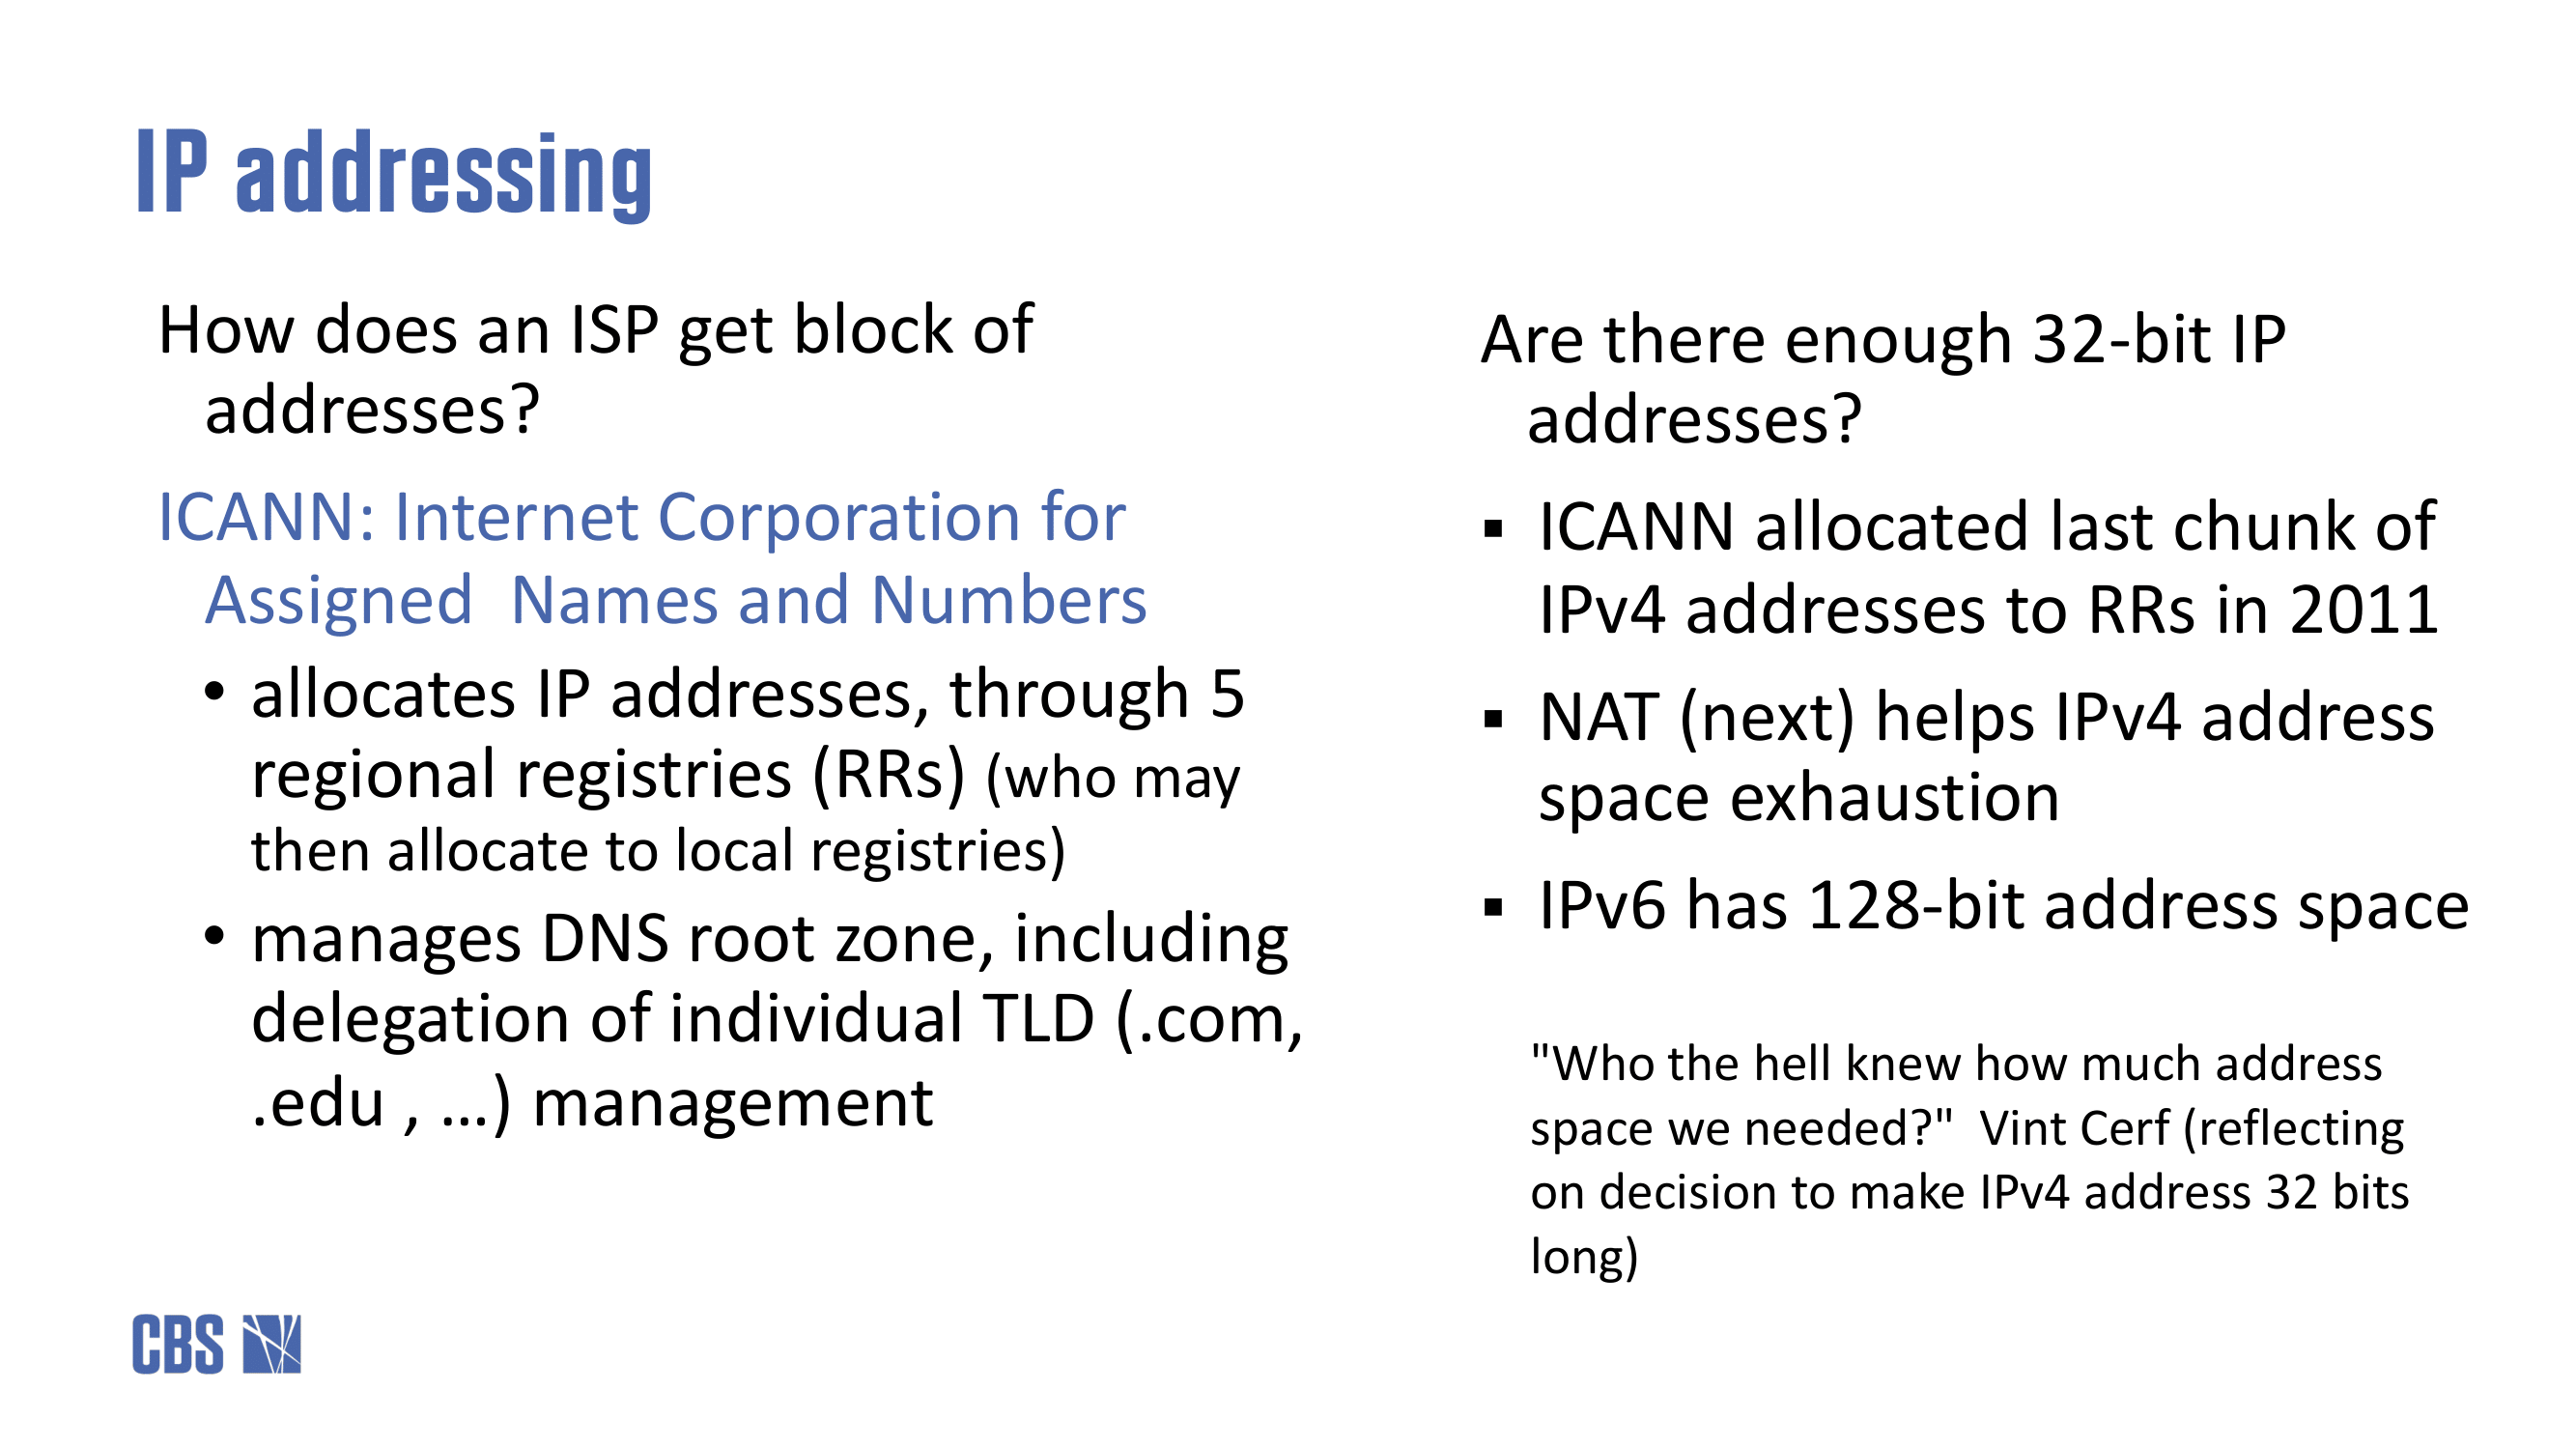 IP addressing
How does an ISP get block of
addresses?
ICANN: Internet Corporation for
Assigned  Names and Numbers
• allocates IP addresses, through 5
regional registries (RRs) (who may
then allocate to local registries)
• manages DNS root zone, including
delegation of individual TLD (.com,
.edu , …) management
Are there enough 32-bit IP
addresses?
▪ ICANN allocated last chunk of
IPv4 addresses to RRs in 2011
▪ NAT (next) helps IPv4 address
space exhaustion
▪ IPv6 has 128-bit address space
"Who the hell knew how much address
space we needed?"  Vint Cerf (reflecting
on decision to make IPv4 address 32 bits
long)
CBS